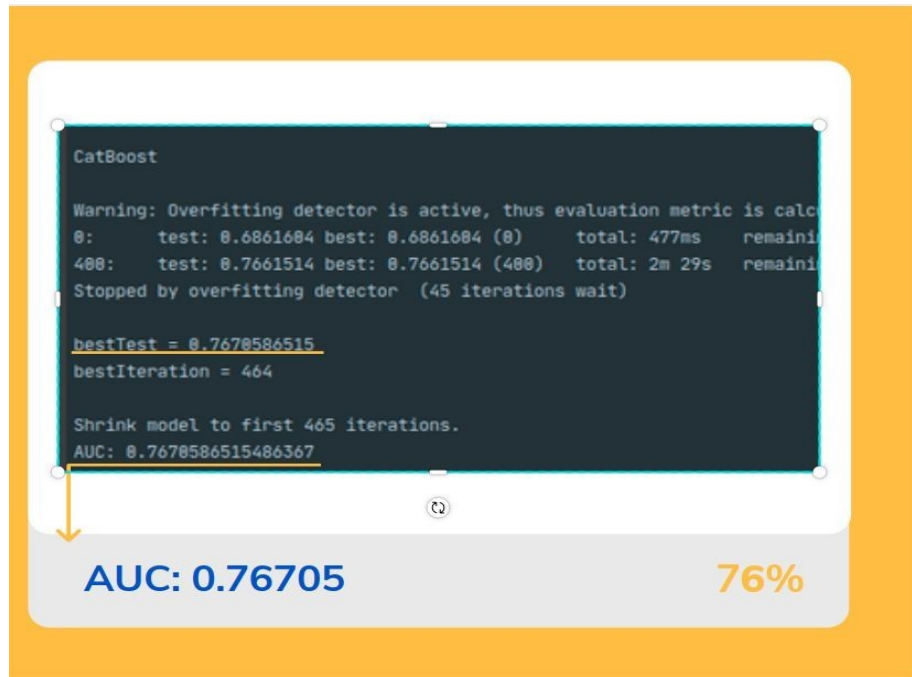 CatBoost
Warning: Overfitting detector is active, thus evaluation metric is calc
0: test: 0.6861604 best: 0.6861604 (0) total: 477ms remaini
400: test: 0.7661514 best: 0.7661514 (400) total: 2m 29s remaini
Stopped by overfitting detector (45 iterations wait)
bestTest = 0.7670586515
bestIteration = 464
Shrink model to first 465 iterations.
AUC: 0.7670586515486367
AUC: 0.76705
76%